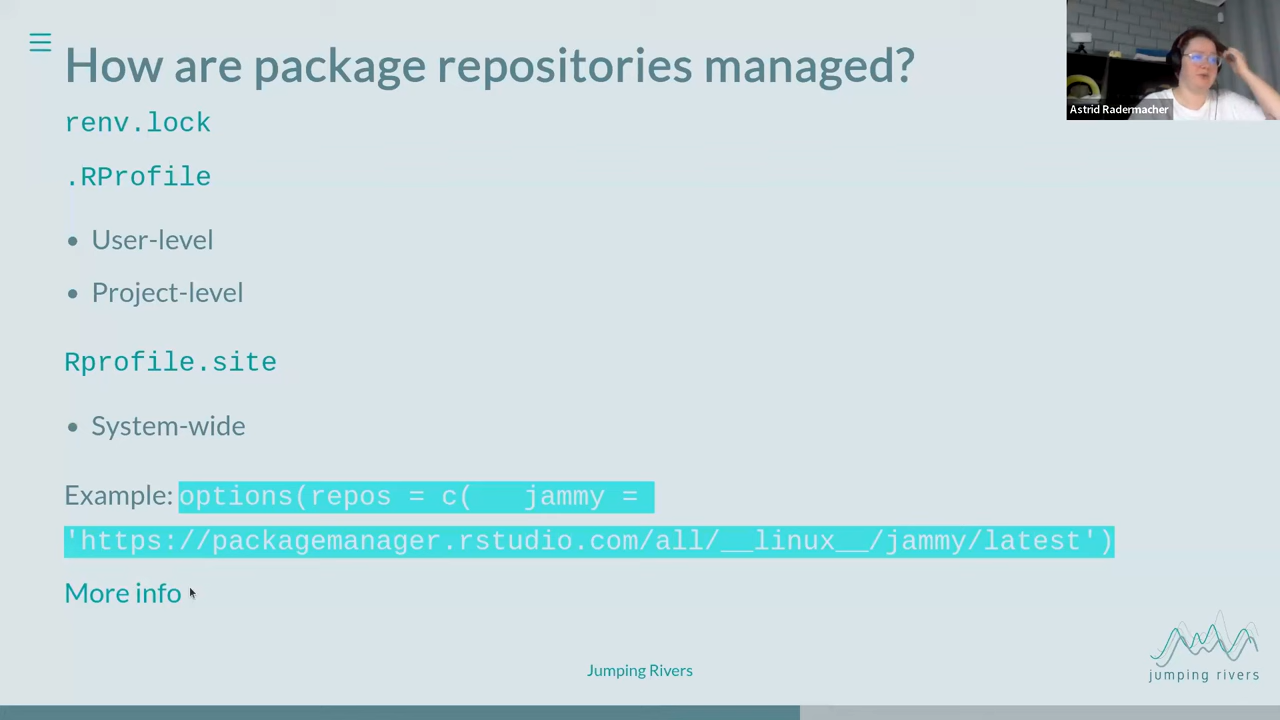 How are package repositories managed?
Astrid Radermacher
renv.lock
.RProfile
• User-level
• Project-level
Rprofile.site
• System-wide
Example: options(repos = c(   jammy =
'https://packagemanager.rstudio.com/all/__linux__/jammy/latest')
More info
Jumping Rivers
jumping rivers